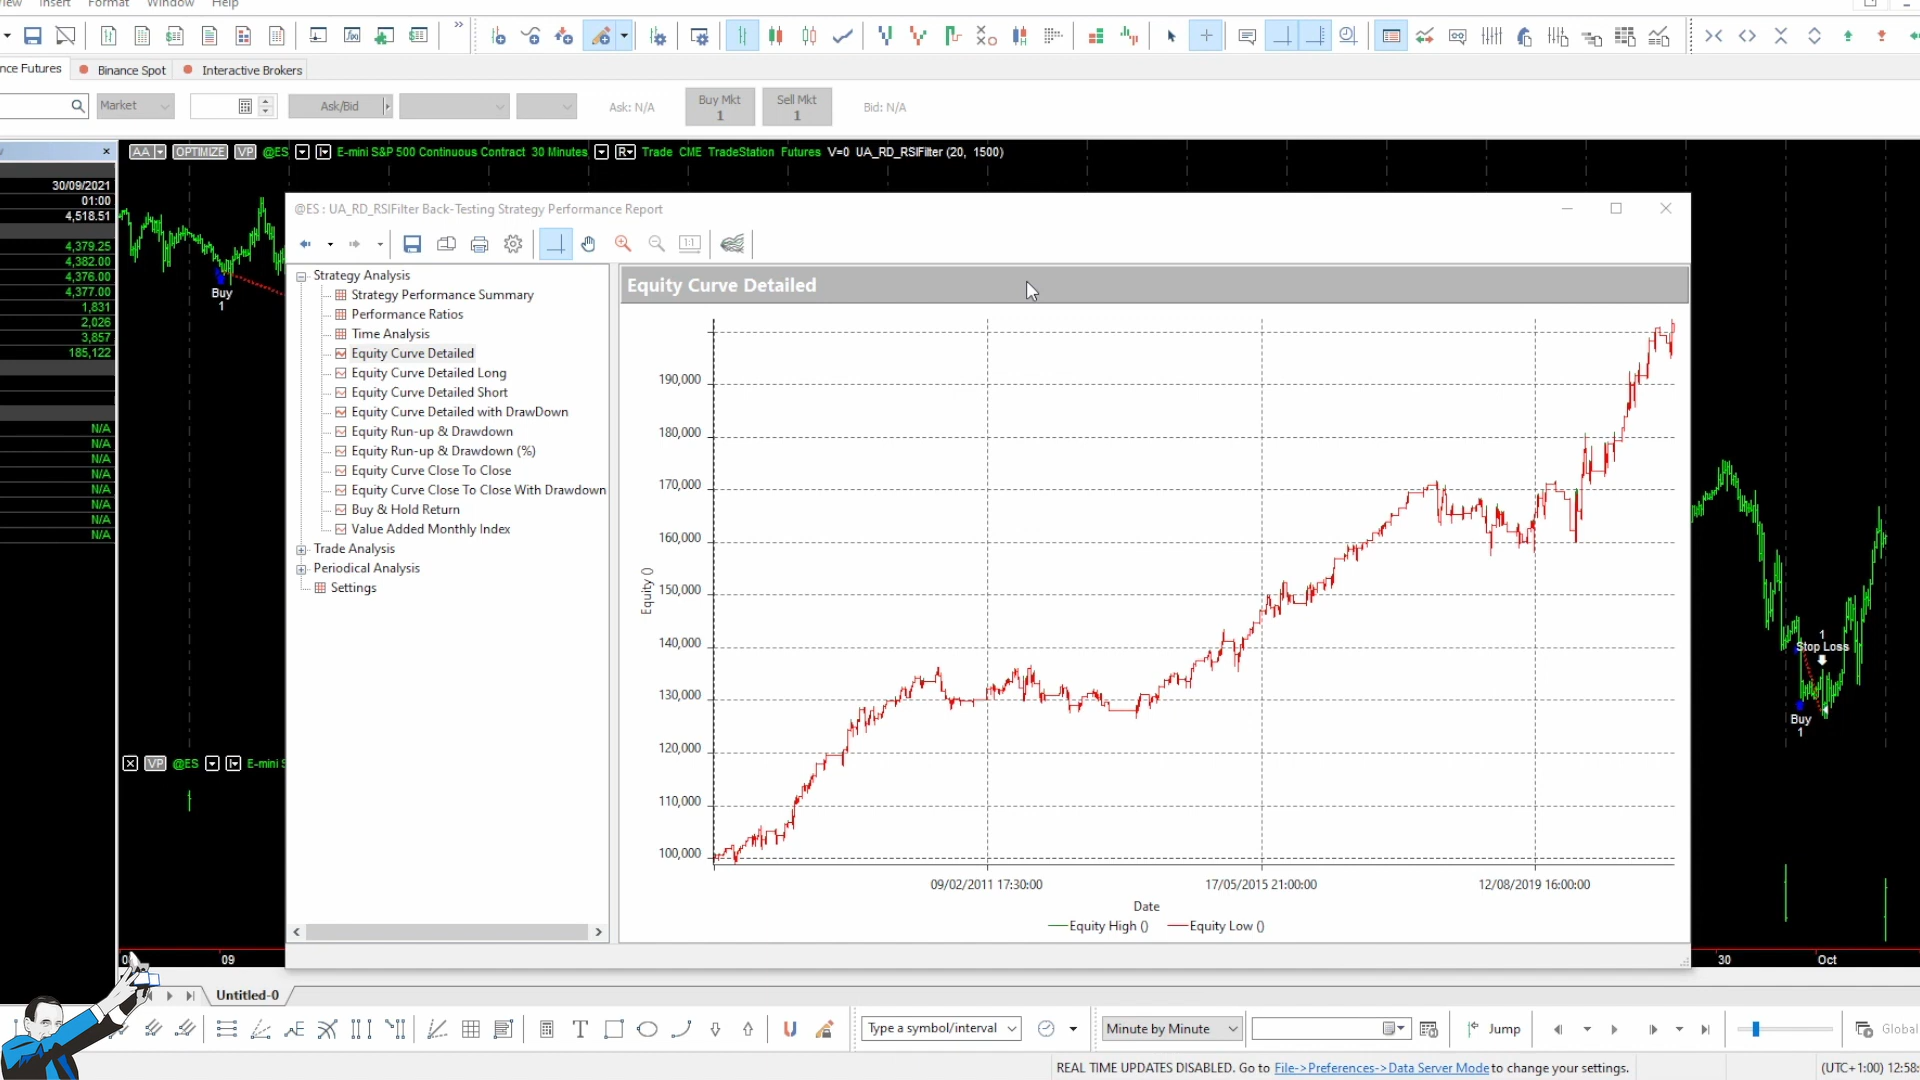 View Insert Format Window Help
nce Futures Binance Spot Interactive Brokers
Market Ask/Bid Ask: N/A Buy Mkt 1 Sell Mkt 1 Bid: N/A
AA OPTIMIZE VP @ES E-mini S&P 500 Continuous Contract 30 Minutes R Trade CME TradeStation Futures V=0 UA_RD_RSIFilter (20, 1500)
30/09/2021
01:00
4,518.51
4,379.25
4,382.00
4,376.00
4,377.00
1,831
2,026
3,857
185,122
N/A
N/A
N/A
N/A
N/A
N/A
N/A
N/A
Buy
1
@ES : UA_RD_RSIFilter Back-Testing Strategy Performance Report
1:1
Strategy Analysis
Strategy Performance Summary
Performance Ratios
Time Analysis
Equity Curve Detailed
Equity Curve Detailed Long
Equity Curve Detailed Short
Equity Curve Detailed with DrawDown
Equity Run-up & Drawdown
Equity Run-up & Drawdown (%)
Equity Curve Close To Close
Equity Curve Close To Close With Drawdown
Buy & Hold Return
Value Added Monthly Index
Trade Analysis
Periodical Analysis
Settings
Equity Curve Detailed
190,000
180,000
170,000
160,000
150,000
140,000
130,000
120,000
110,000
100,000
Equity ()
09/02/2011 17:30:00 17/05/2015 21:00:00 12/08/2019 16:00:00
Date
Equity High () Equity Low ()
1
Stop Loss
Buy
1
VP @ES E-mini S
09 30 Oct
Untitled-0
Type a symbol/interval Minute by Minute Jump Global
REAL TIME UPDATES DISABLED. Go to File->Preferences->Data Server Mode to change your settings. (UTC+1:00) 12:58: